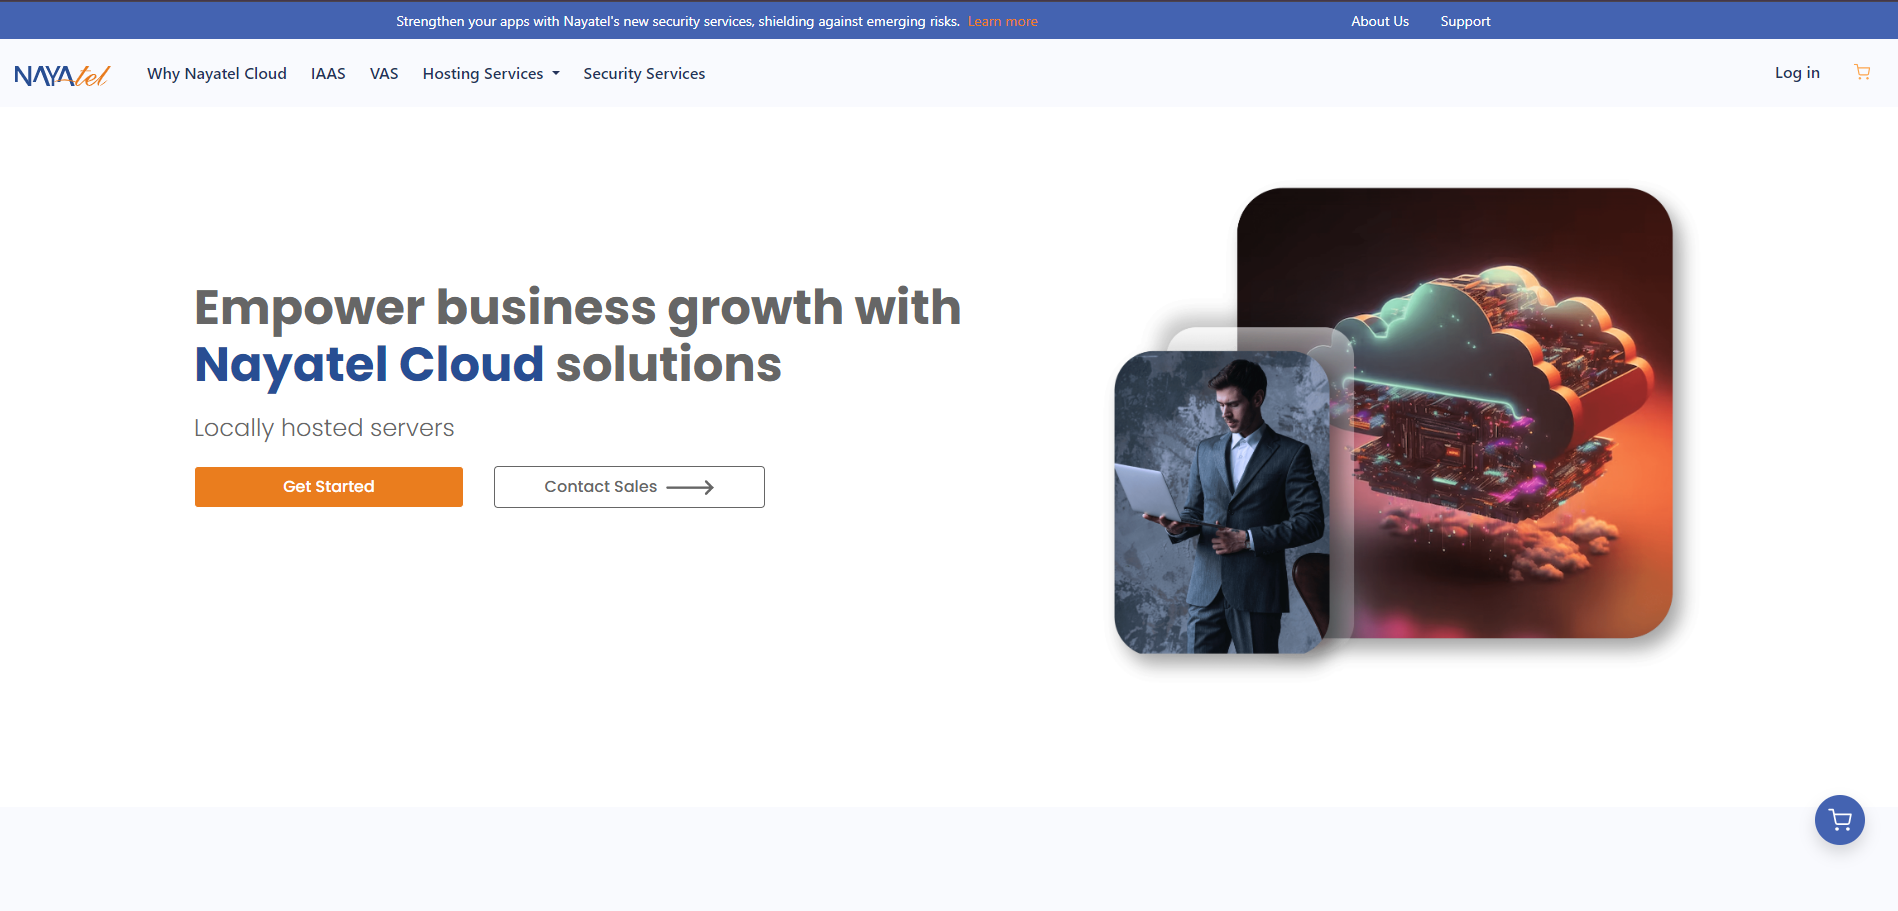 Strengthen your apps with Nayatel's new security services, shielding against emerging risks. Learn more
About Us Support
NAYAtel
Why Nayatel Cloud IAAS VAS Hosting Services Security Services
Log in
Empower business growth with
Nayatel Cloud solutions
Locally hosted servers
Get Started
Contact Sales